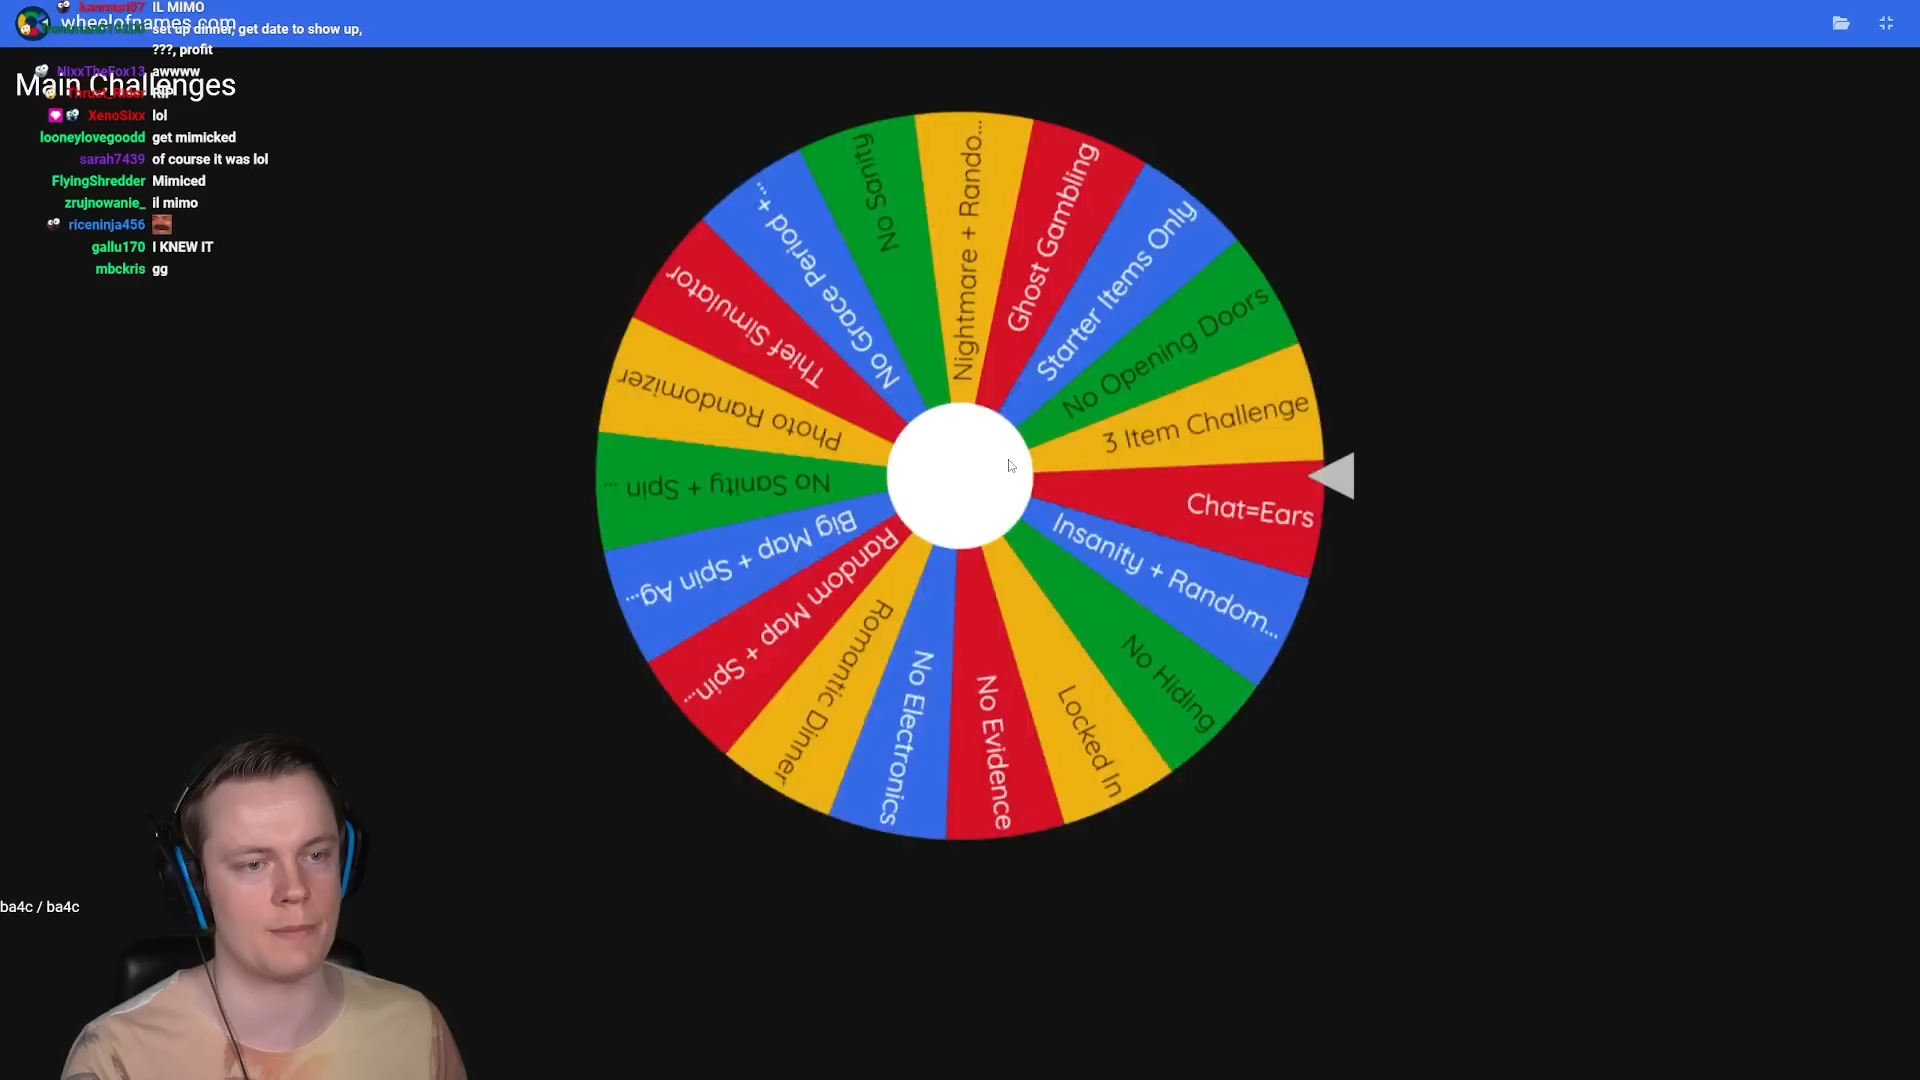 IL MIMO
wheelofnames.com
set up dinner, get date to show up,
???, profit
NixxTheFox13 awwww
Main Challenges
Thrust_Rider RIP
XenoSixx lol
looneylovegoodd get mimicked
sarah7439 of course it was lol
FlyingShredder Mimiced
zrujnowanie_ il mimo
riceninja456
gallu170 I KNEW IT
mbckris gg
Nightmare + Rando...
Ghost Gambling
Starter Items Only
No Opening Doors
3 Item Challenge
Chat=Ears
Insanity + Random...
No Hiding
Locked In
No Evidence
No Electronics
Romantic Dinner
Random Map + Spin...
Big Map + Spin Ag...
No Sanity + Spin ...
Photo Randomizer
Thief Simulator
No Grace Period + ...
No Sanity
ba4c / ba4c